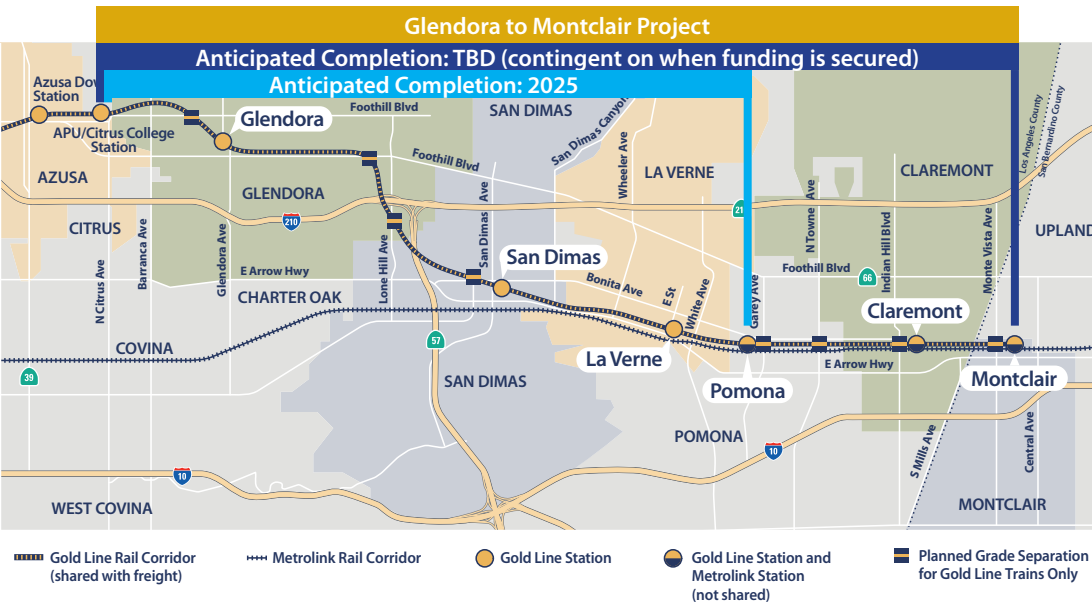 Glendora to Montclair Project
Anticipated Completion: TBD (contingent on when funding is secured)
Anticipated Completion: 2025
Azusa
Station
APU/Citrus College
Station
Glendora
Foothill Blvd
SAN DIMAS
San Dimas Canyon
Foothill Blvd
Wheeler Ave
LA VERNE
CLAREMONT
Los Angeles County
San Bernardino County
AZUSA
GLENDORA
210
21
CITRUS
UPLAND
N Citrus Ave
Barranca Ave
Glendora Ave
Lone Hill Ave
San Dimas Ave
N Towne Ave
Indian Hill Blvd
Monte Vista Ave
San Dimas
E Arrow Hwy
Bonita Ave
Foothill Blvd
66
CHARTER OAK
E St
White Ave
Garey Ave
Claremont
COVINA
57
La Verne
E Arrow Hwy
39
SAN DIMAS
Pomona
Montclair
POMONA
10
10
S Mills Ave
Central Ave
WEST COVINA
MONTCLAIR
Gold Line Rail Corridor
(shared with freight)
Metrolink Rail Corridor
Gold Line Station
Gold Line Station and
Metrolink Station
(not shared)
Planned Grade Separation
for Gold Line Trains Only